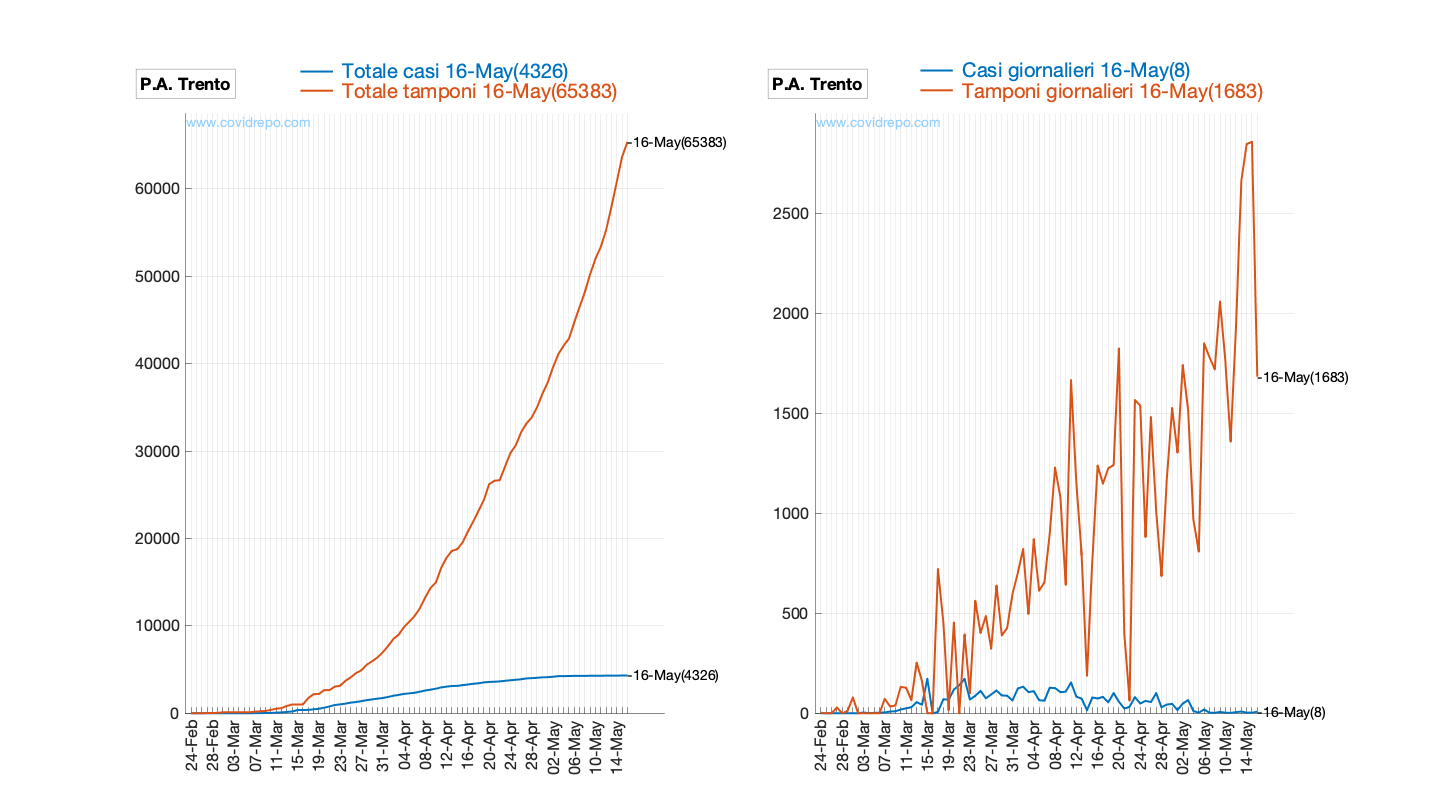 P.A. Trento
Totale casi 16-May(4326)
Totale tamponi 16-May(65383)
www.covidrepo.com
16-May(65383)
16-May(4326)
60000
50000
40000
30000
20000
10000
0
24-Feb
28-Feb
03-Mar
07-Mar
11-Mar
15-Mar
19-Mar
23-Mar
27-Mar
31-Mar
04-Apr
08-Apr
12-Apr
16-Apr
20-Apr
24-Apr
28-Apr
02-May
06-May
10-May
14-May
P.A. Trento
Casi giornalieri 16-May(8)
Tamponi giornalieri 16-May(1683)
www.covidrepo.com
16-May(1683)
16-May(8)
2500
2000
1500
1000
500
0
24-Feb
28-Feb
03-Mar
07-Mar
11-Mar
15-Mar
19-Mar
23-Mar
27-Mar
31-Mar
04-Apr
08-Apr
12-Apr
16-Apr
20-Apr
24-Apr
28-Apr
02-May
06-May
10-May
14-May